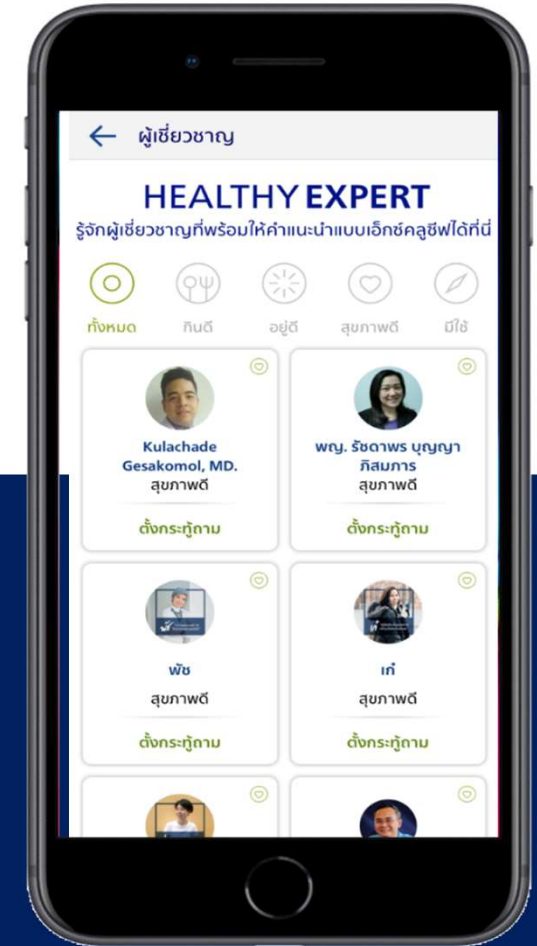 ผู้เชี่ยวชาญ
HEALTHY EXPERT
รู้จักผู้เชี่ยวชาญที่พร้อมให้คำแนะนำแบบเอ็กซ์คลูซีฟได้ที่นี่
ทั้งหมด กินดี อยู่ดี สุขภาพดี มีใช้
Kulachade
Gesakomol, MD.
สุขภาพดี
ตั้งกระทู้ถาม
พญ. รัชดาพร บุญญา
ภิสมภาร
สุขภาพดี
ตั้งกระทู้ถาม
พัช
สุขภาพดี
ตั้งกระทู้ถาม
เก๋
สุขภาพดี
ตั้งกระทู้ถาม